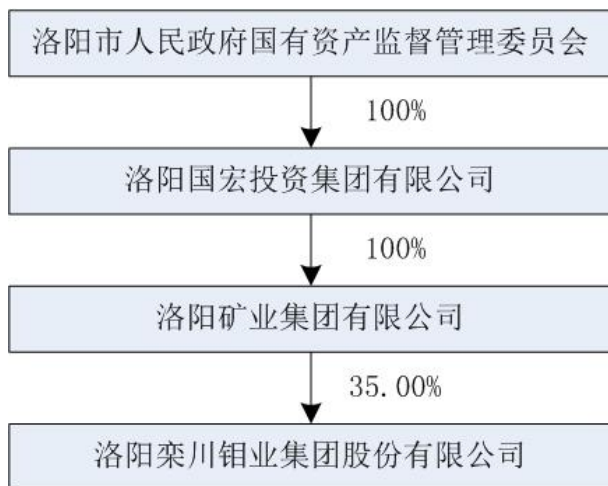 洛阳市人民政府国有资产监督管理委员会
100%
洛阳国宏投资集团有限公司
100%
洛阳矿业集团有限公司
35.00%
洛阳栾川钼业集团股份有限公司